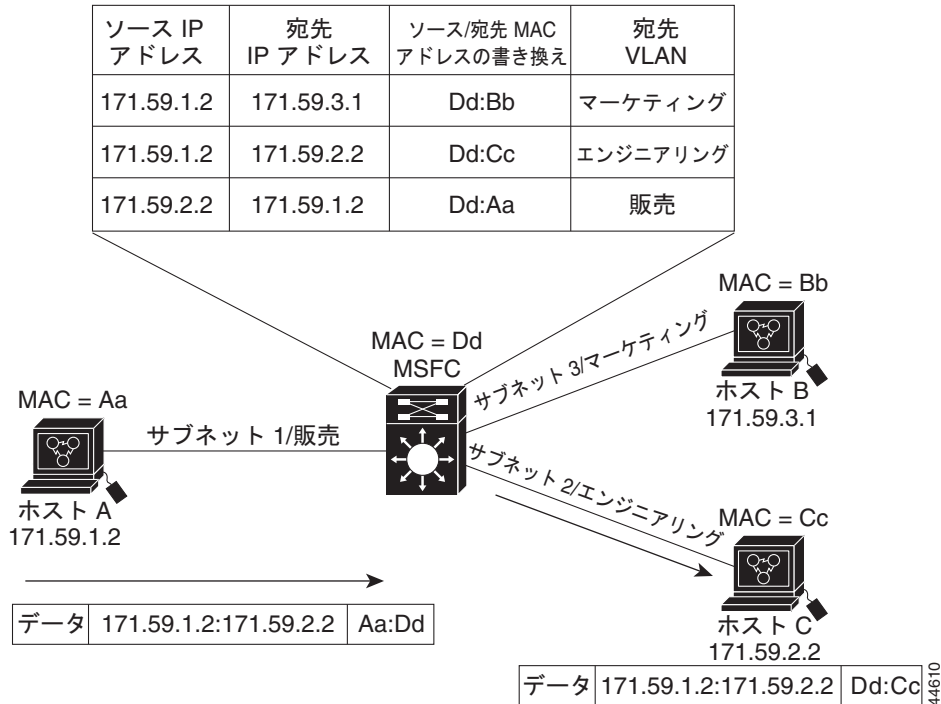 ソース IP アドレス
宛先 IP アドレス
ソース/宛先 MAC アドレスの書き換え
宛先 VLAN
171.59.1.2 171.59.3.1 Dd:Bb マーケティング
171.59.1.2 171.59.2.2 Dd:Cc エンジニアリング
171.59.2.2 171.59.1.2 Dd:Aa 販売
MAC = Bb
MAC = Dd
MSFC
サブネット 3/マーケティング
ホスト B
171.59.3.1
MAC = Aa
サブネット 1/販売
ホスト A
171.59.1.2
サブネット 2/エンジニアリング
MAC = Cc
ホスト C
171.59.2.2
データ 171.59.1.2:171.59.2.2 Aa:Dd
データ 171.59.1.2:171.59.2.2 Dd:Cc
44610